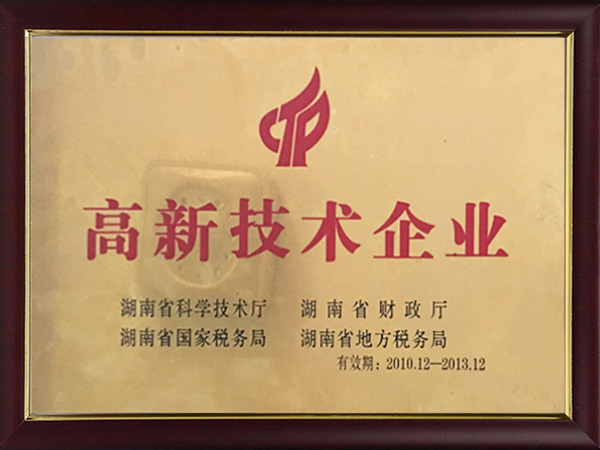 CTP
高新技术企业
湖南省科学技术厅 湖南省财政厅
湖南省国家税务局 湖南省地方税务局
有效期：2010.12—2013.12